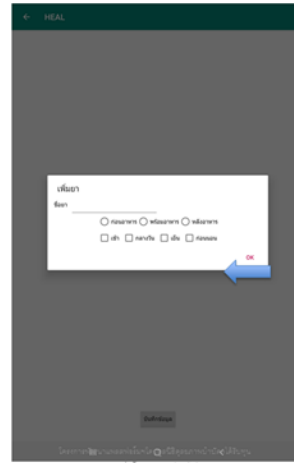 HEAL
เพิ่มยา
ชื่อยา
ก่อนอาหาร พร้อมอาหาร หลังอาหาร
เช้า กลางวัน เย็น ก่อนนอน
OK
บันทึกข้อมูล